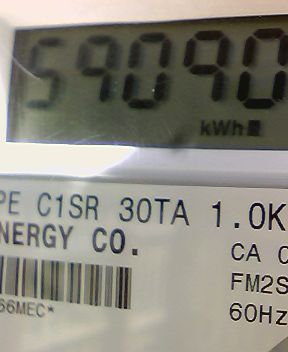 59090
kWh
PE C1SR 30TA 1.0K
NERGY CO.
CA
FM2S
66MEC*
60Hz